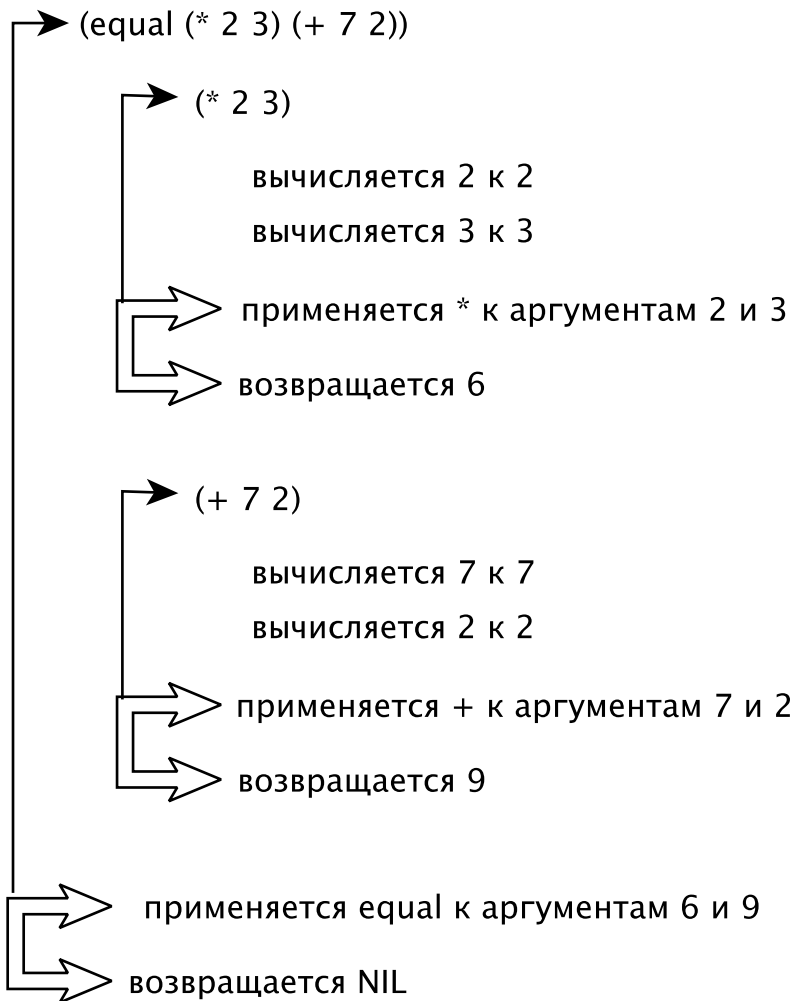 (equal (* 2 3) (+ 7 2))
(* 2 3)
вычисляется 2 к 2
вычисляется 3 к 3
применяется * к аргументам 2 и 3
возвращается 6
(+ 7 2)
вычисляется 7 к 7
вычисляется 2 к 2
применяется + к аргументам 7 и 2
возвращается 9
применяется equal к аргументам 6 и 9
возвращается NIL